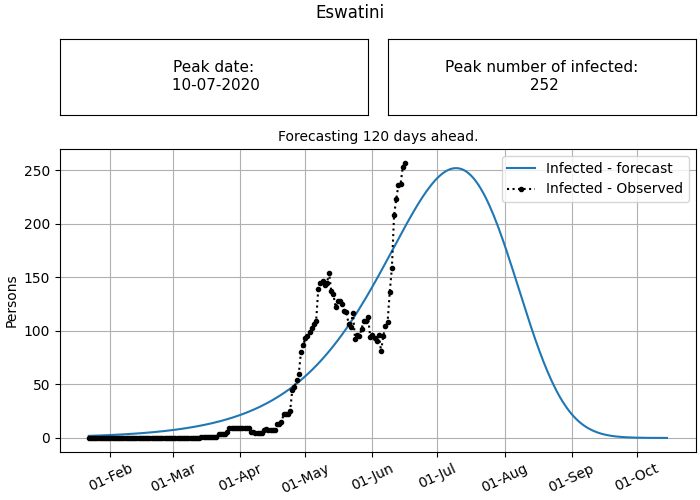 Eswatini
Peak date:
10-07-2020
Peak number of infected:
252
Forecasting 120 days ahead.
Infected - forecast
Infected - Observed
Persons
250
200
150
100
50
0
01-Feb
01-Mar
01-Apr
01-May
01-Jun
01-Jul
01-Aug
01-Sep
01-Oct